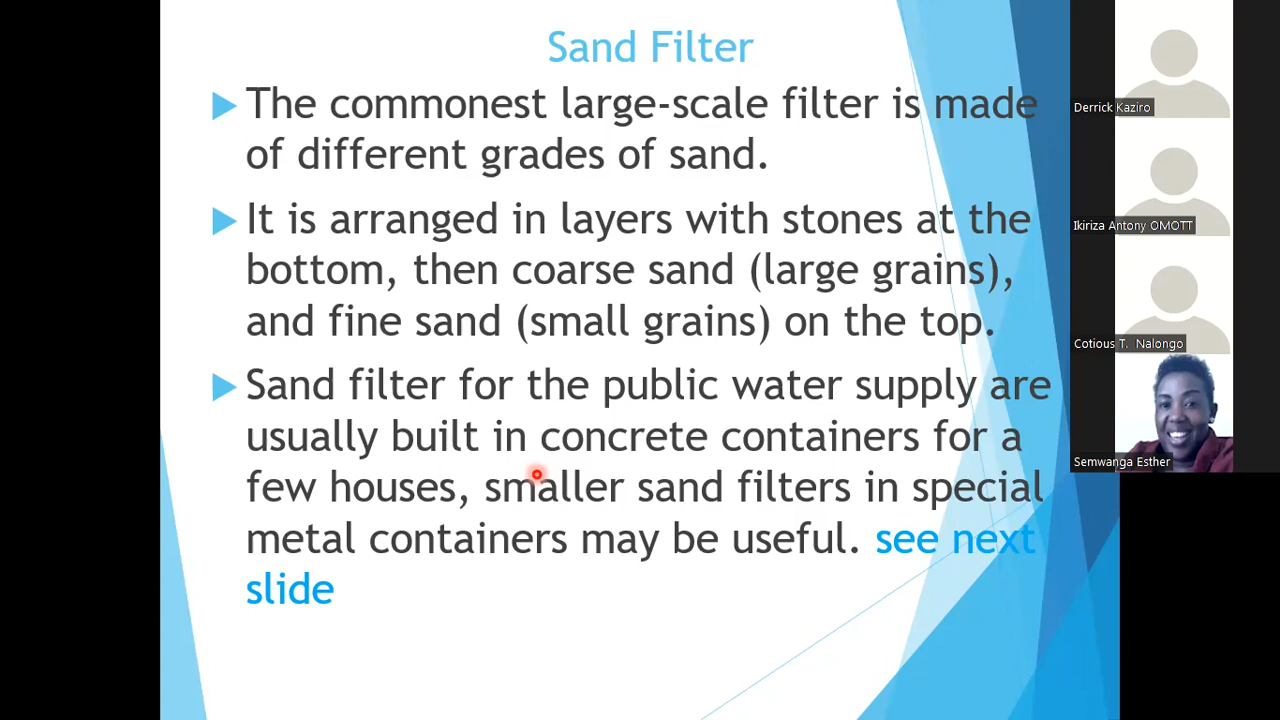 Sand Filter
The commonest large-scale filter is made
of different grades of sand.
It is arranged in layers with stones at the
bottom, then coarse sand (large grains),
and fine sand (small grains) on the top.
Sand filter for the public water supply are
usually built in concrete containers for a
few houses, smaller sand filters in special
metal containers may be useful. see next
slide
Derrick Kaziro
Ikiriza Antony OMOTT
Cotious T. Nalongo
Semwanga Esther